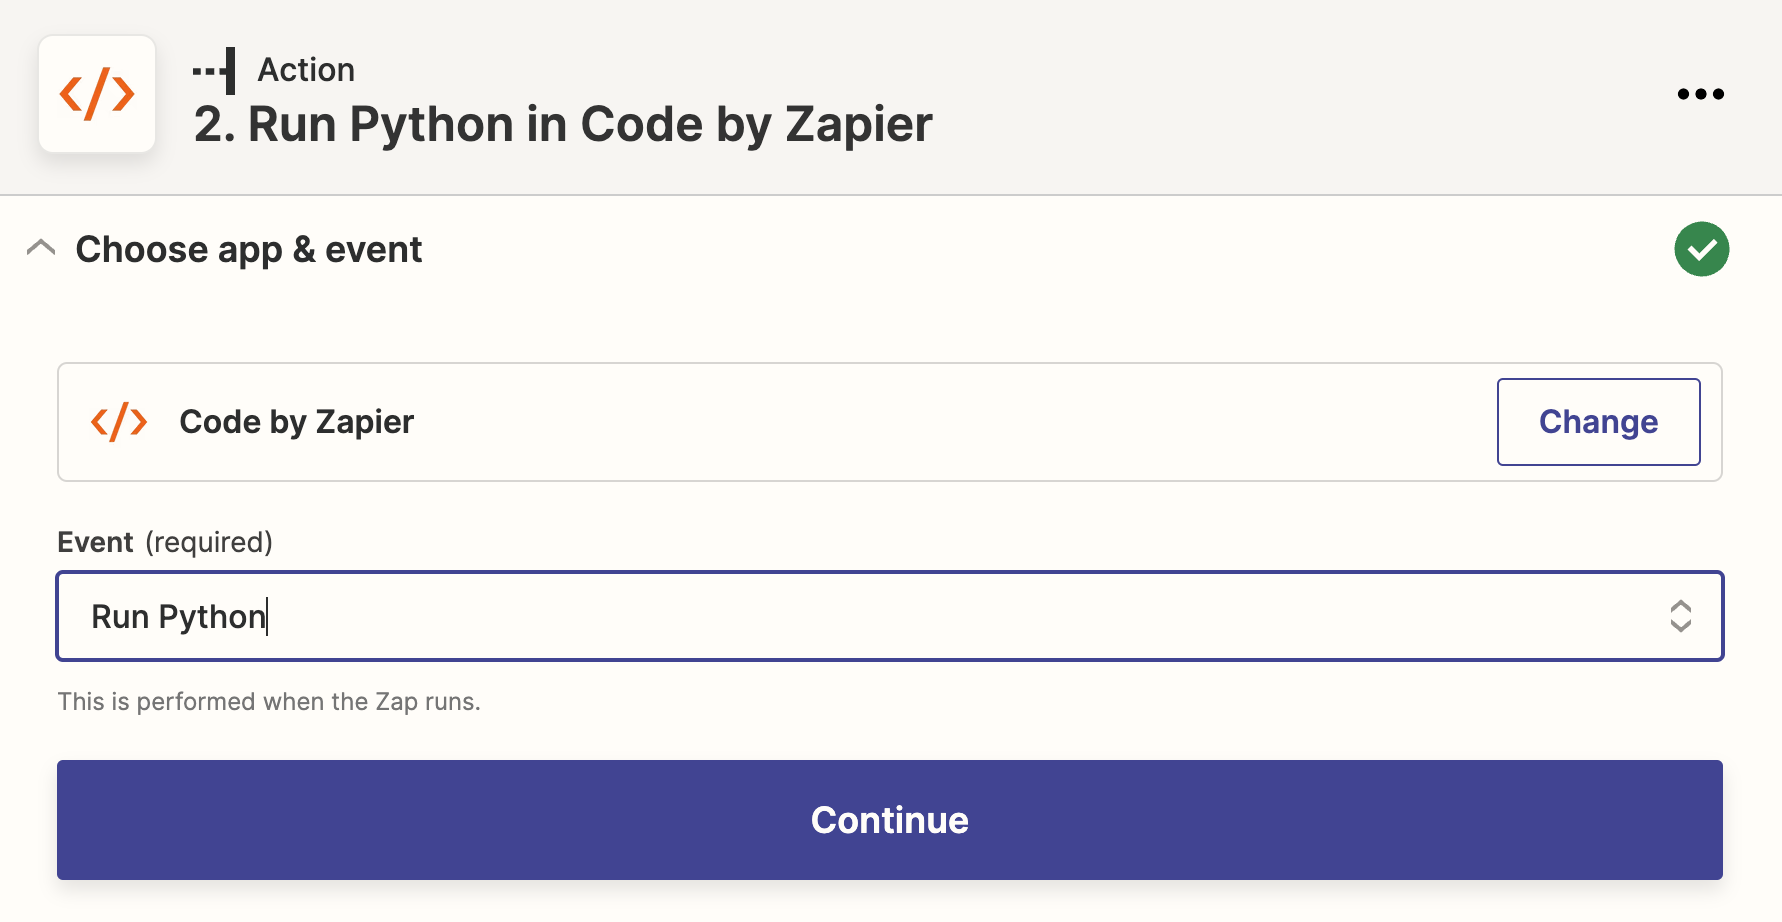 Action
2. Run Python in Code by Zapier
Choose app & event
Code by Zapier
Change
Event (required)
Run Python
This is performed when the Zap runs.
Continue